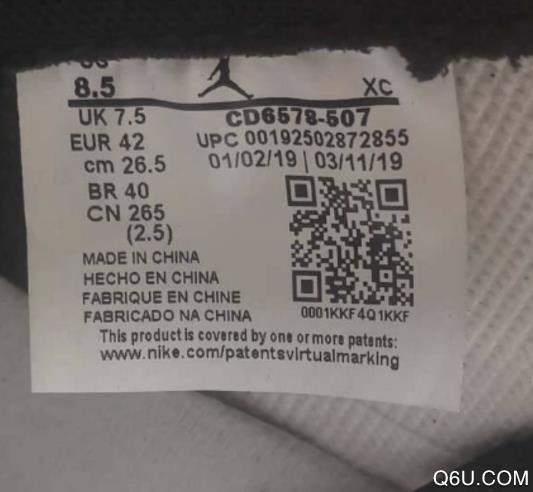 8.5 XC
UK 7.5 CD6578-507
EUR 42 UPC 00192502872855
cm 26.5 01/02/19 | 03/11/19
BR 40
CN 265
(2.5)
MADE IN CHINA
HECHO EN CHINA
FABRIQUE EN CHINE
FABRICADO NA CHINA
0001KKF4Q1KKF
This product is covered by one or more patents:
www.nike.com/patentsvirtualmarking
Q6U.COM